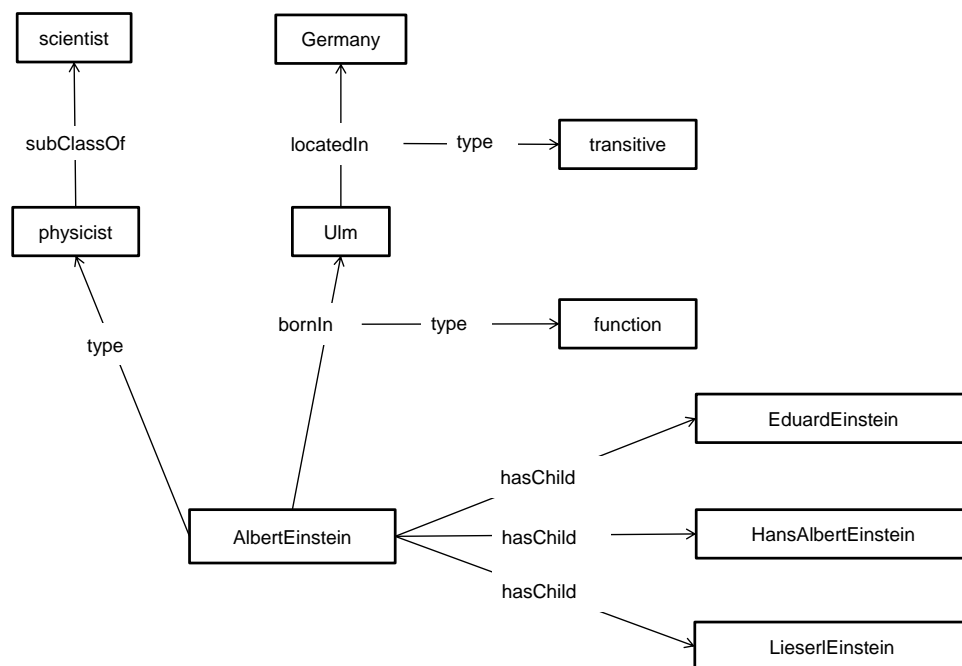 scientist
Germany
subClassOf
locatedIn
type
transitive
physicist
Ulm
bornIn
type
function
type
EduardEinstein
hasChild
AlbertEinstein
hasChild
HansAlbertEinstein
hasChild
LieserlEinstein